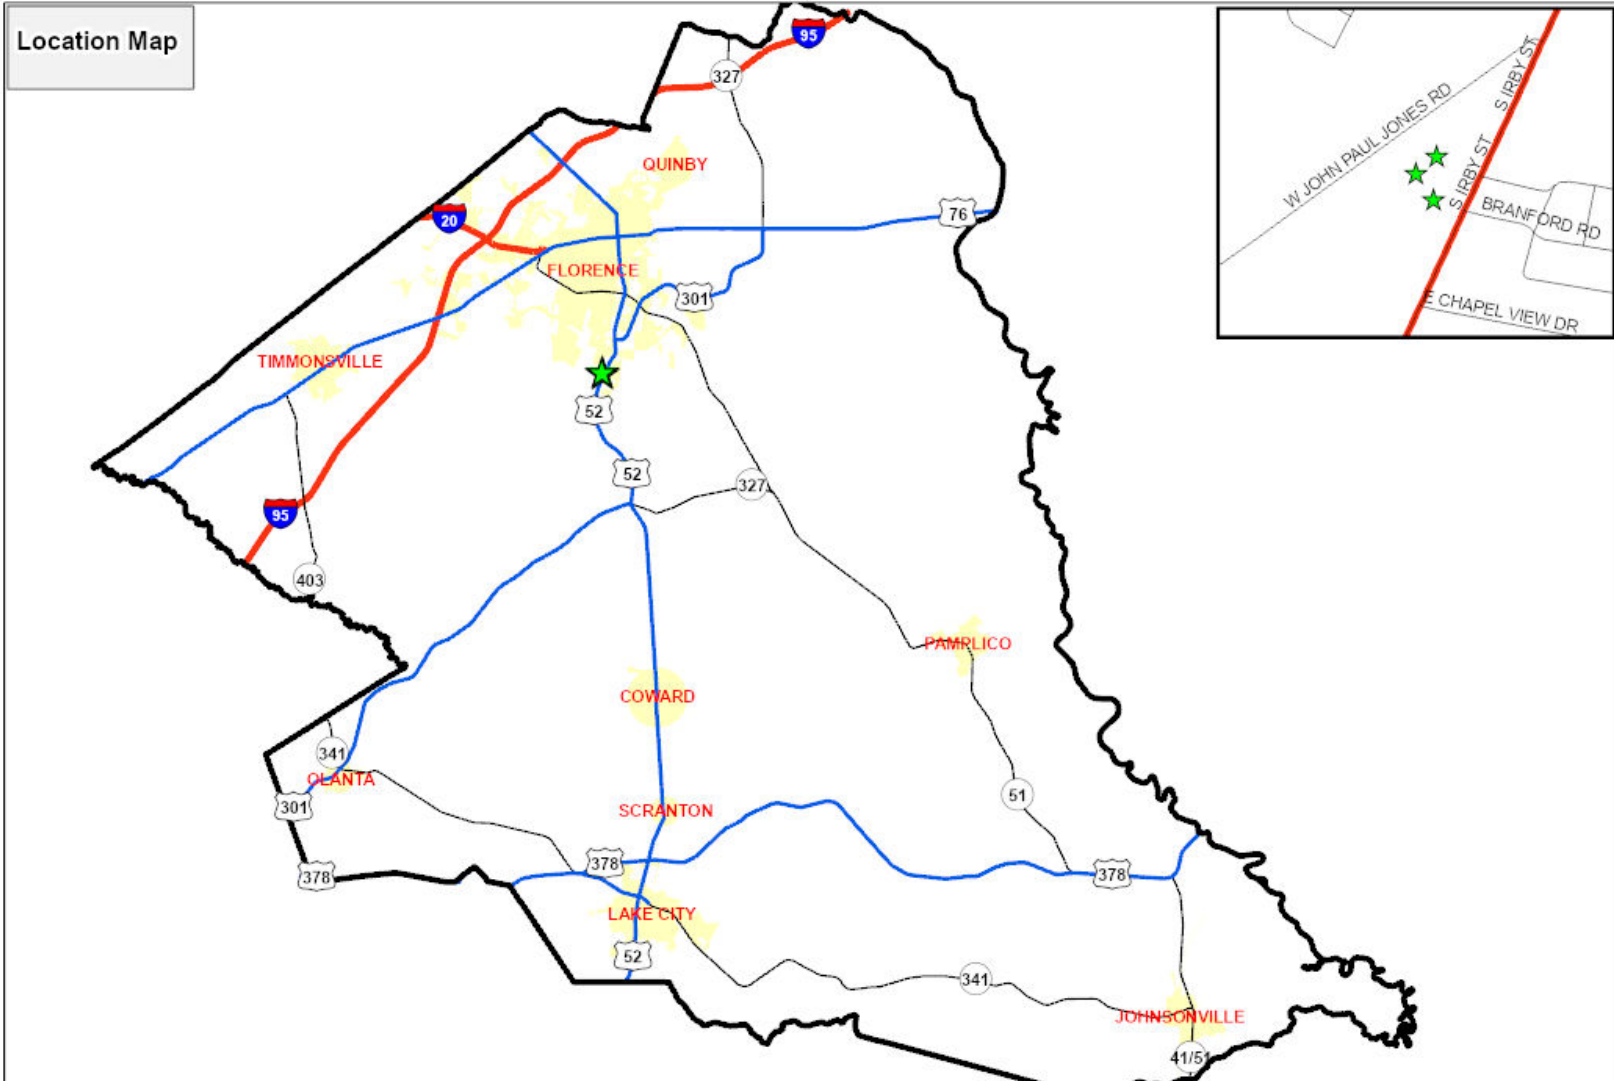 Location Map
95
327
S IRBY ST
W JOHN PAUL JONES RD
S IRBY ST
BRANFORD RD
E CHAPEL VIEW DR
QUINBY
20
76
FLORENCE
301
TIMMONSVILLE
52
52
327
95
403
PAMPLICO
COWARD
341
OLANTA
51
301
SCRANTON
378
378
378
LAKE CITY
52
341
JOHNSONVILLE
41/51